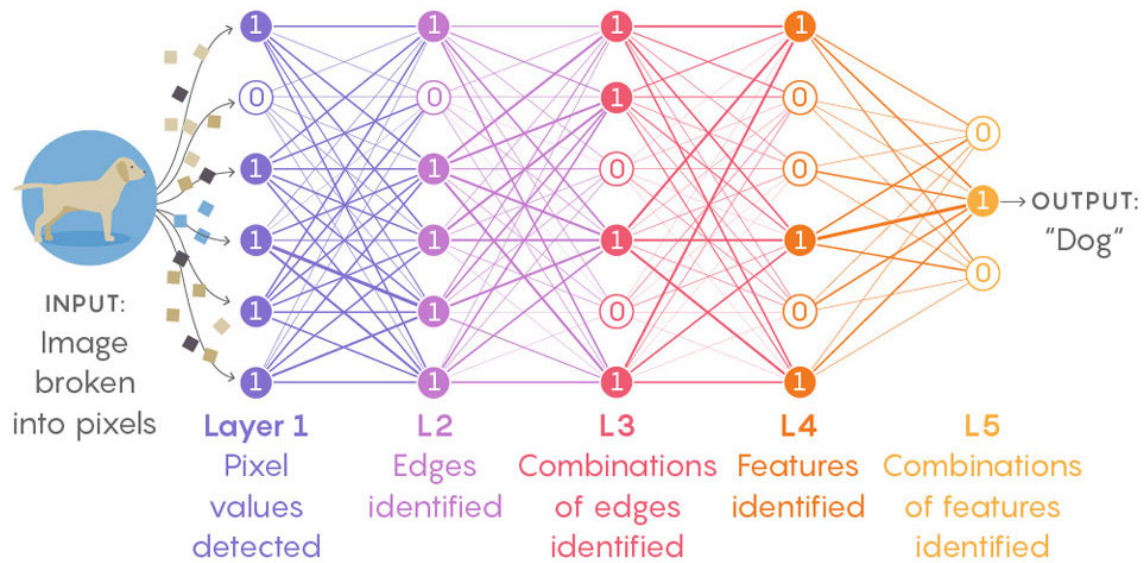 1 1 1 1
0 0 1 0
0
1 1 0 0
1
1 1 1 1
0
1 1 0 0
1 1 1 1
OUTPUT:
"Dog"
INPUT:
Image
broken
into pixels
Layer 1
Pixel
values
detected
L2
Edges
identified
L3
Combinations
of edges
identified
L4
Features
identified
L5
Combinations
of features
identified